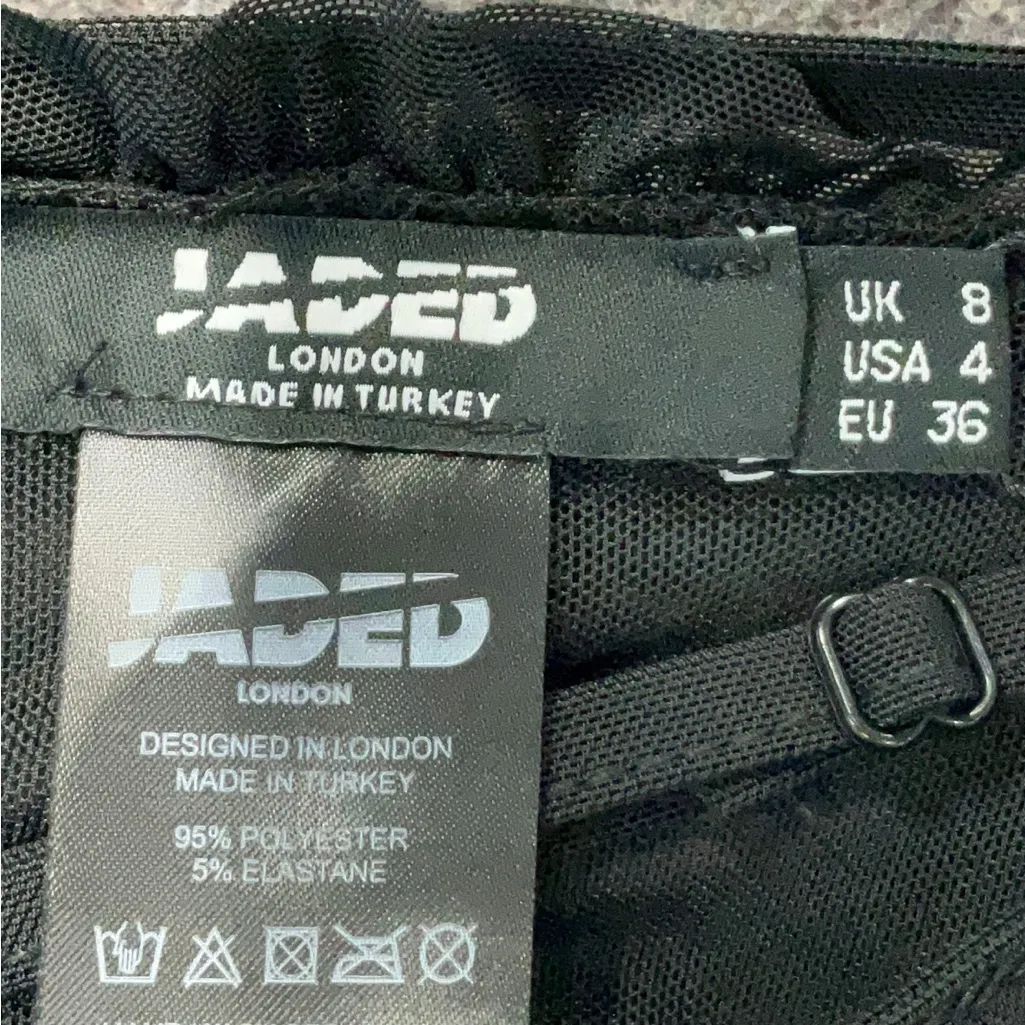 JADED
LONDON
MADE IN TURKEY
UK 8
USA 4
EU 36
JADED
LONDON
DESIGNED IN LONDON
MADE IN TURKEY
95% POLYESTER
5% ELASTANE